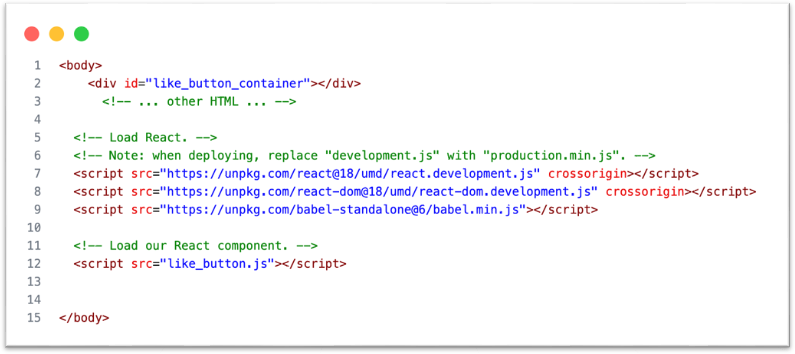 1 <body>
2 <div id="like_button_container"></div>
3 <!-- ... other HTML ... -->
4
5 <!-- Load React. -->
6 <!-- Note: when deploying, replace "development.js" with "production.min.js". -->
7 <script src="https://unpkg.com/react@18/umd/react.development.js" crossorigin></script>
8 <script src="https://unpkg.com/react-dom@18/umd/react-dom.development.js" crossorigin></script>
9 <script src="https://unpkg.com/babel-standalone@6/babel.min.js"></script>
10
11 <!-- Load our React component. -->
12 <script src="like_button.js"></script>
13
14
15 </body>